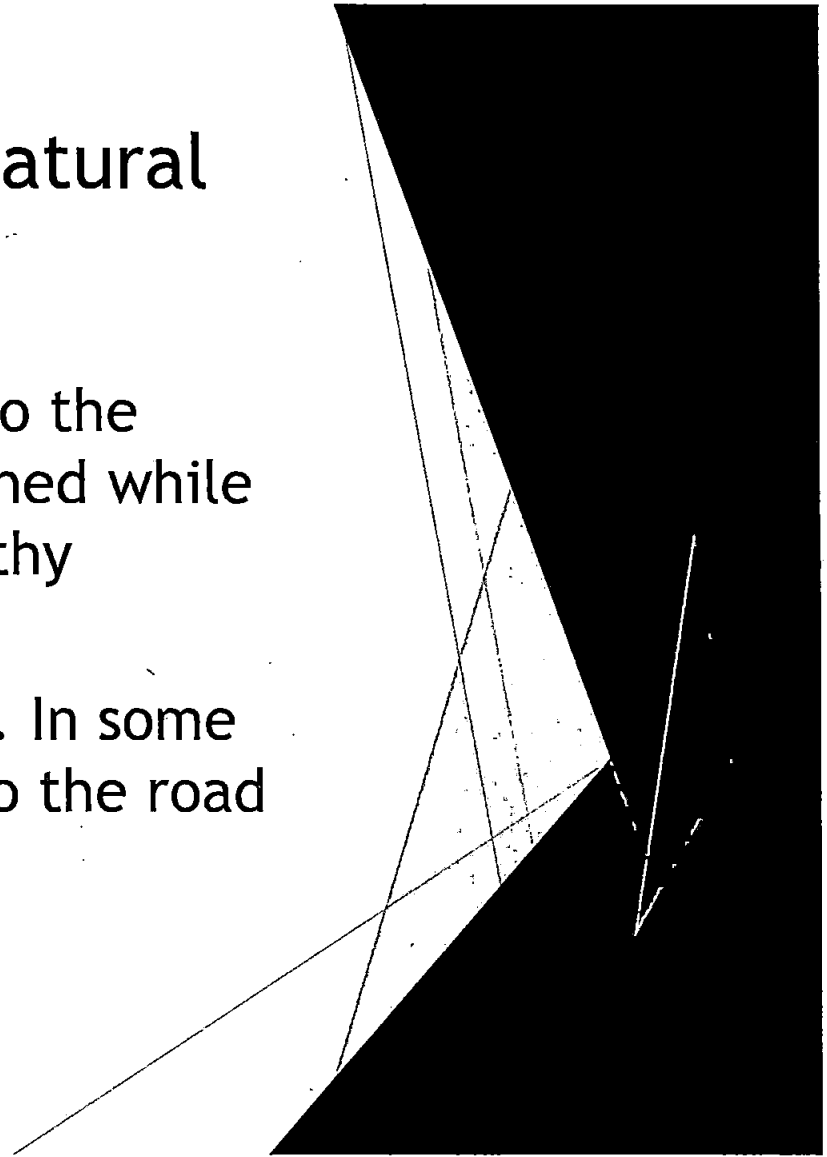 atural
o the
ned while
thy
. In some
o the road